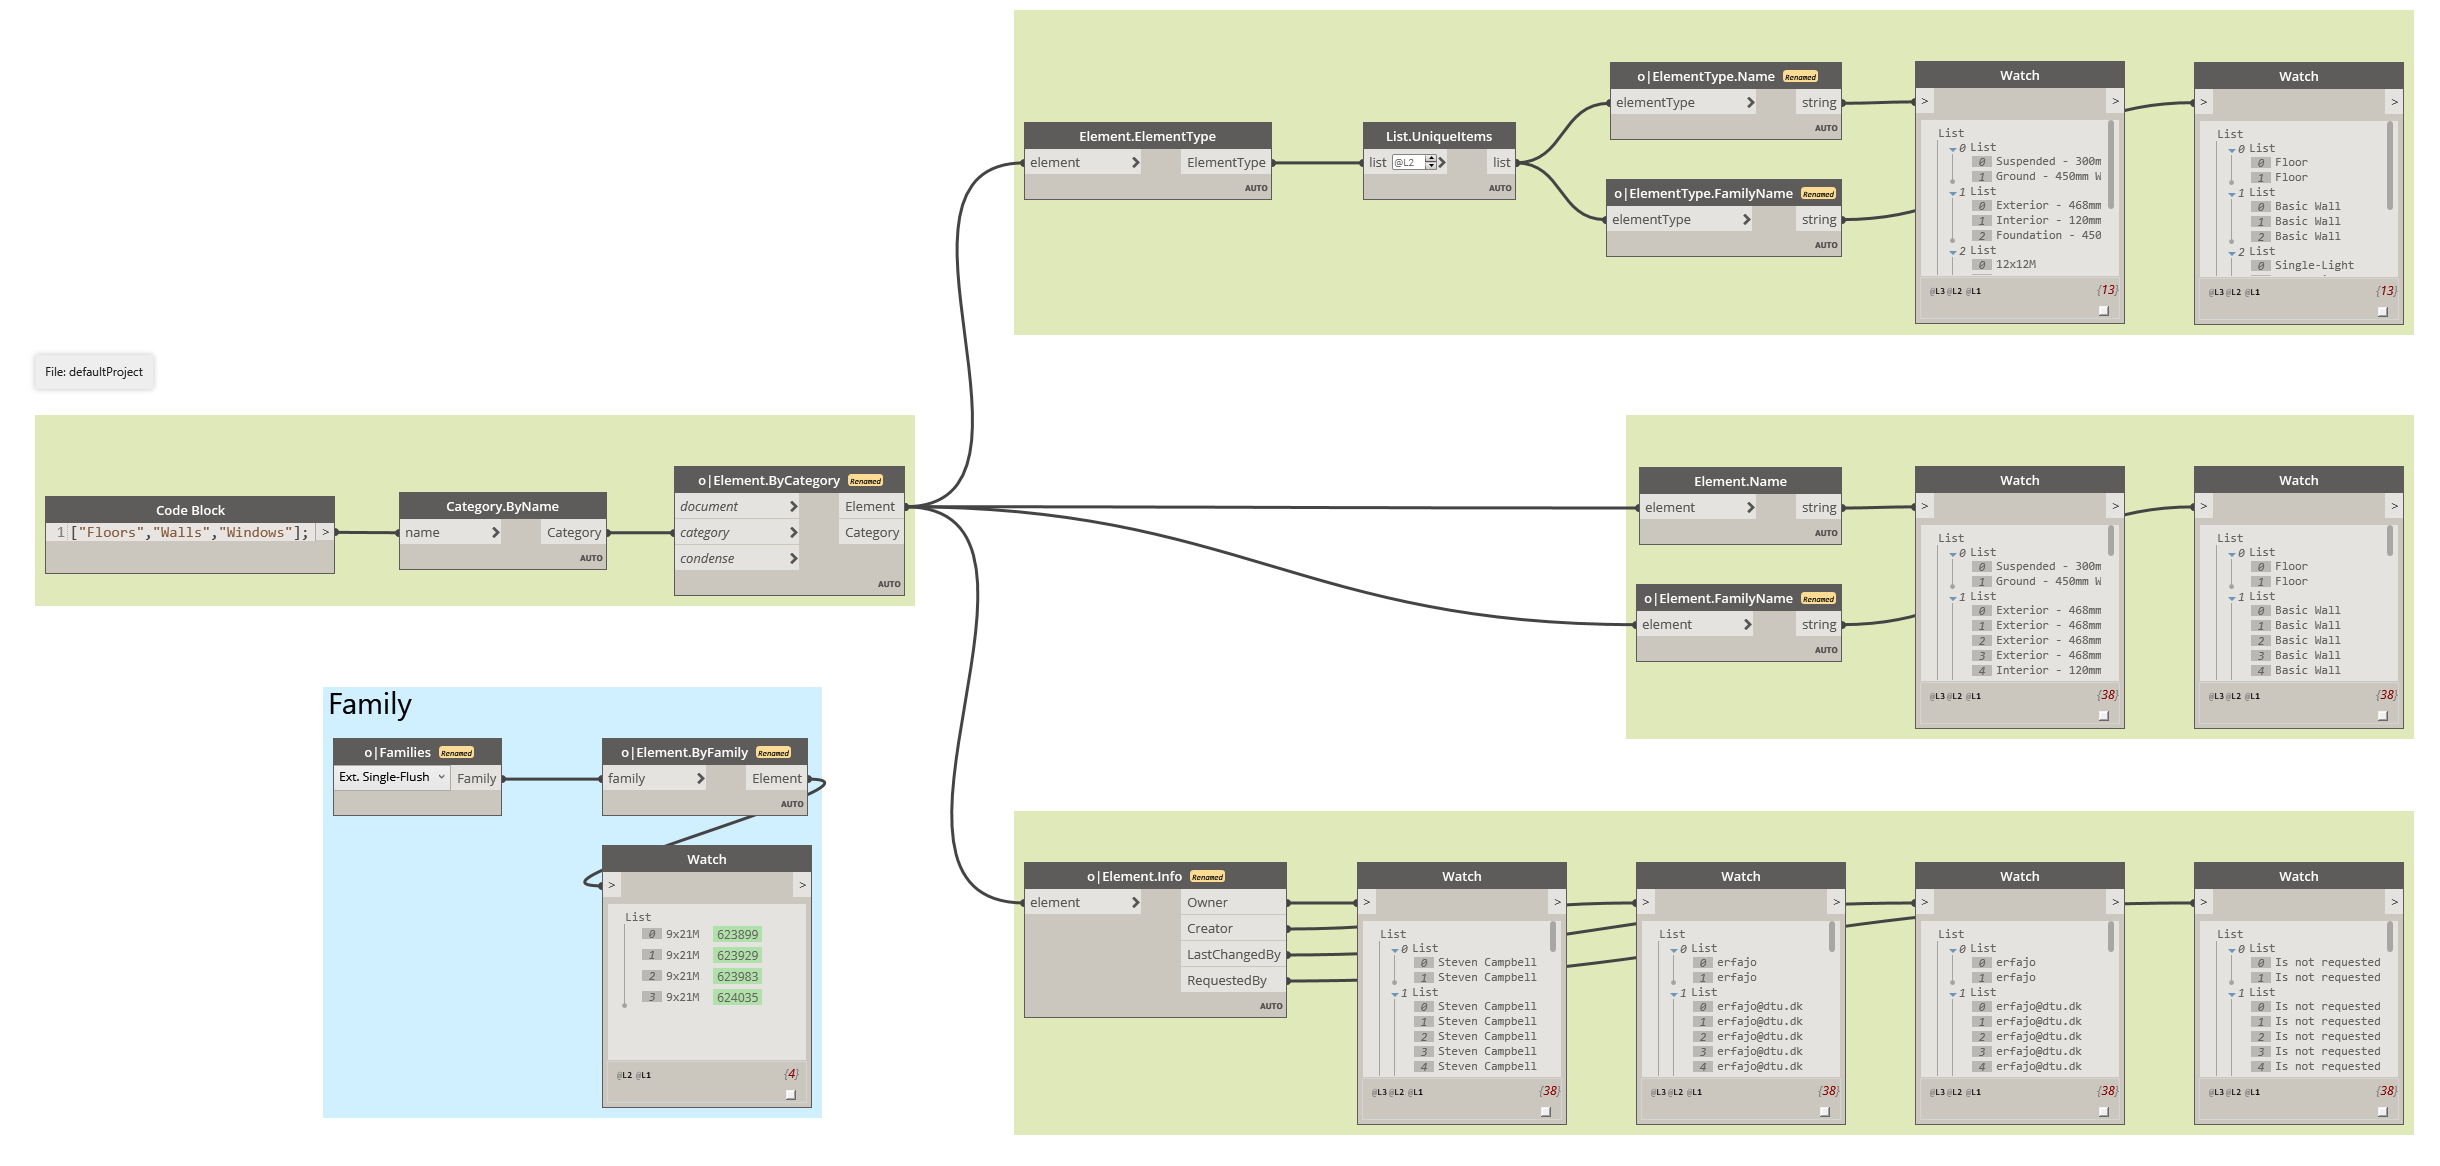 o|ElementType.Name Renamed
elementType > string
AUTO
Watch
> >
List
0 List
0 Suspended - 300m
1 Ground - 450mm W
1 List
0 Exterior - 468mm
1 Interior - 120mm
2 Foundation - 450
2 List
0 12x12M
@L3 @L2 @L1 {13}
Watch
> >
List
0 List
0 Floor
1 Floor
1 List
0 Basic Wall
1 Basic Wall
2 Basic Wall
2 List
0 Single-Light
@L3 @L2 @L1 {13}
Element.ElementType
element > ElementType
AUTO
List.UniqueItems
list @L2 > list
AUTO
o|ElementType.FamilyName Renamed
elementType > string
AUTO
File: defaultProject
Code Block
1 ["Floors","Walls","Windows"]; >
Category.ByName
name > Category
AUTO
o|Element.ByCategory Renamed
document > Element
category > Category
condense >
AUTO
Element.Name
element > string
AUTO
o|Element.FamilyName Renamed
element > string
AUTO
Watch
> >
List
0 List
0 Suspended - 300m
1 Ground - 450mm W
1 List
0 Exterior - 468mm
1 Exterior - 468mm
2 Exterior - 468mm
3 Exterior - 468mm
4 Interior - 120mm
@L3 @L2 @L1 {38}
Watch
> >
List
0 List
0 Floor
1 Floor
1 List
0 Basic Wall
1 Basic Wall
2 Basic Wall
3 Basic Wall
4 Basic Wall
@L3 @L2 @L1 {38}
Family
o|Families Renamed
Ext. Single-Flush Family
o|Element.ByFamily Renamed
family > Element
AUTO
Watch
> >
List
0 9x21M 623899
1 9x21M 623929
2 9x21M 623983
3 9x21M 624035
@L2 @L1 {4}
o|Element.Info Renamed
element > Owner
Creator
LastChangedBy
RequestedBy
AUTO
Watch
> >
List
0 List
0 Steven Campbell
1 Steven Campbell
1 List
0 Steven Campbell
1 Steven Campbell
2 Steven Campbell
3 Steven Campbell
4 Steven Campbell
@L3 @L2 @L1 {38}
Watch
> >
List
0 List
0 erfajo
1 erfajo
1 List
0 erfajo@dtu.dk
1 erfajo@dtu.dk
2 erfajo@dtu.dk
3 erfajo@dtu.dk
4 erfajo@dtu.dk
@L3 @L2 @L1 {38}
Watch
> >
List
0 List
0 erfajo
1 erfajo
1 List
0 erfajo@dtu.dk
1 erfajo@dtu.dk
2 erfajo@dtu.dk
3 erfajo@dtu.dk
4 erfajo@dtu.dk
@L3 @L2 @L1 {38}
Watch
> >
List
0 List
0 Is not requested
1 Is not requested
1 List
0 Is not requested
1 Is not requested
2 Is not requested
3 Is not requested
4 Is not requested
@L3 @L2 @L1 {38}